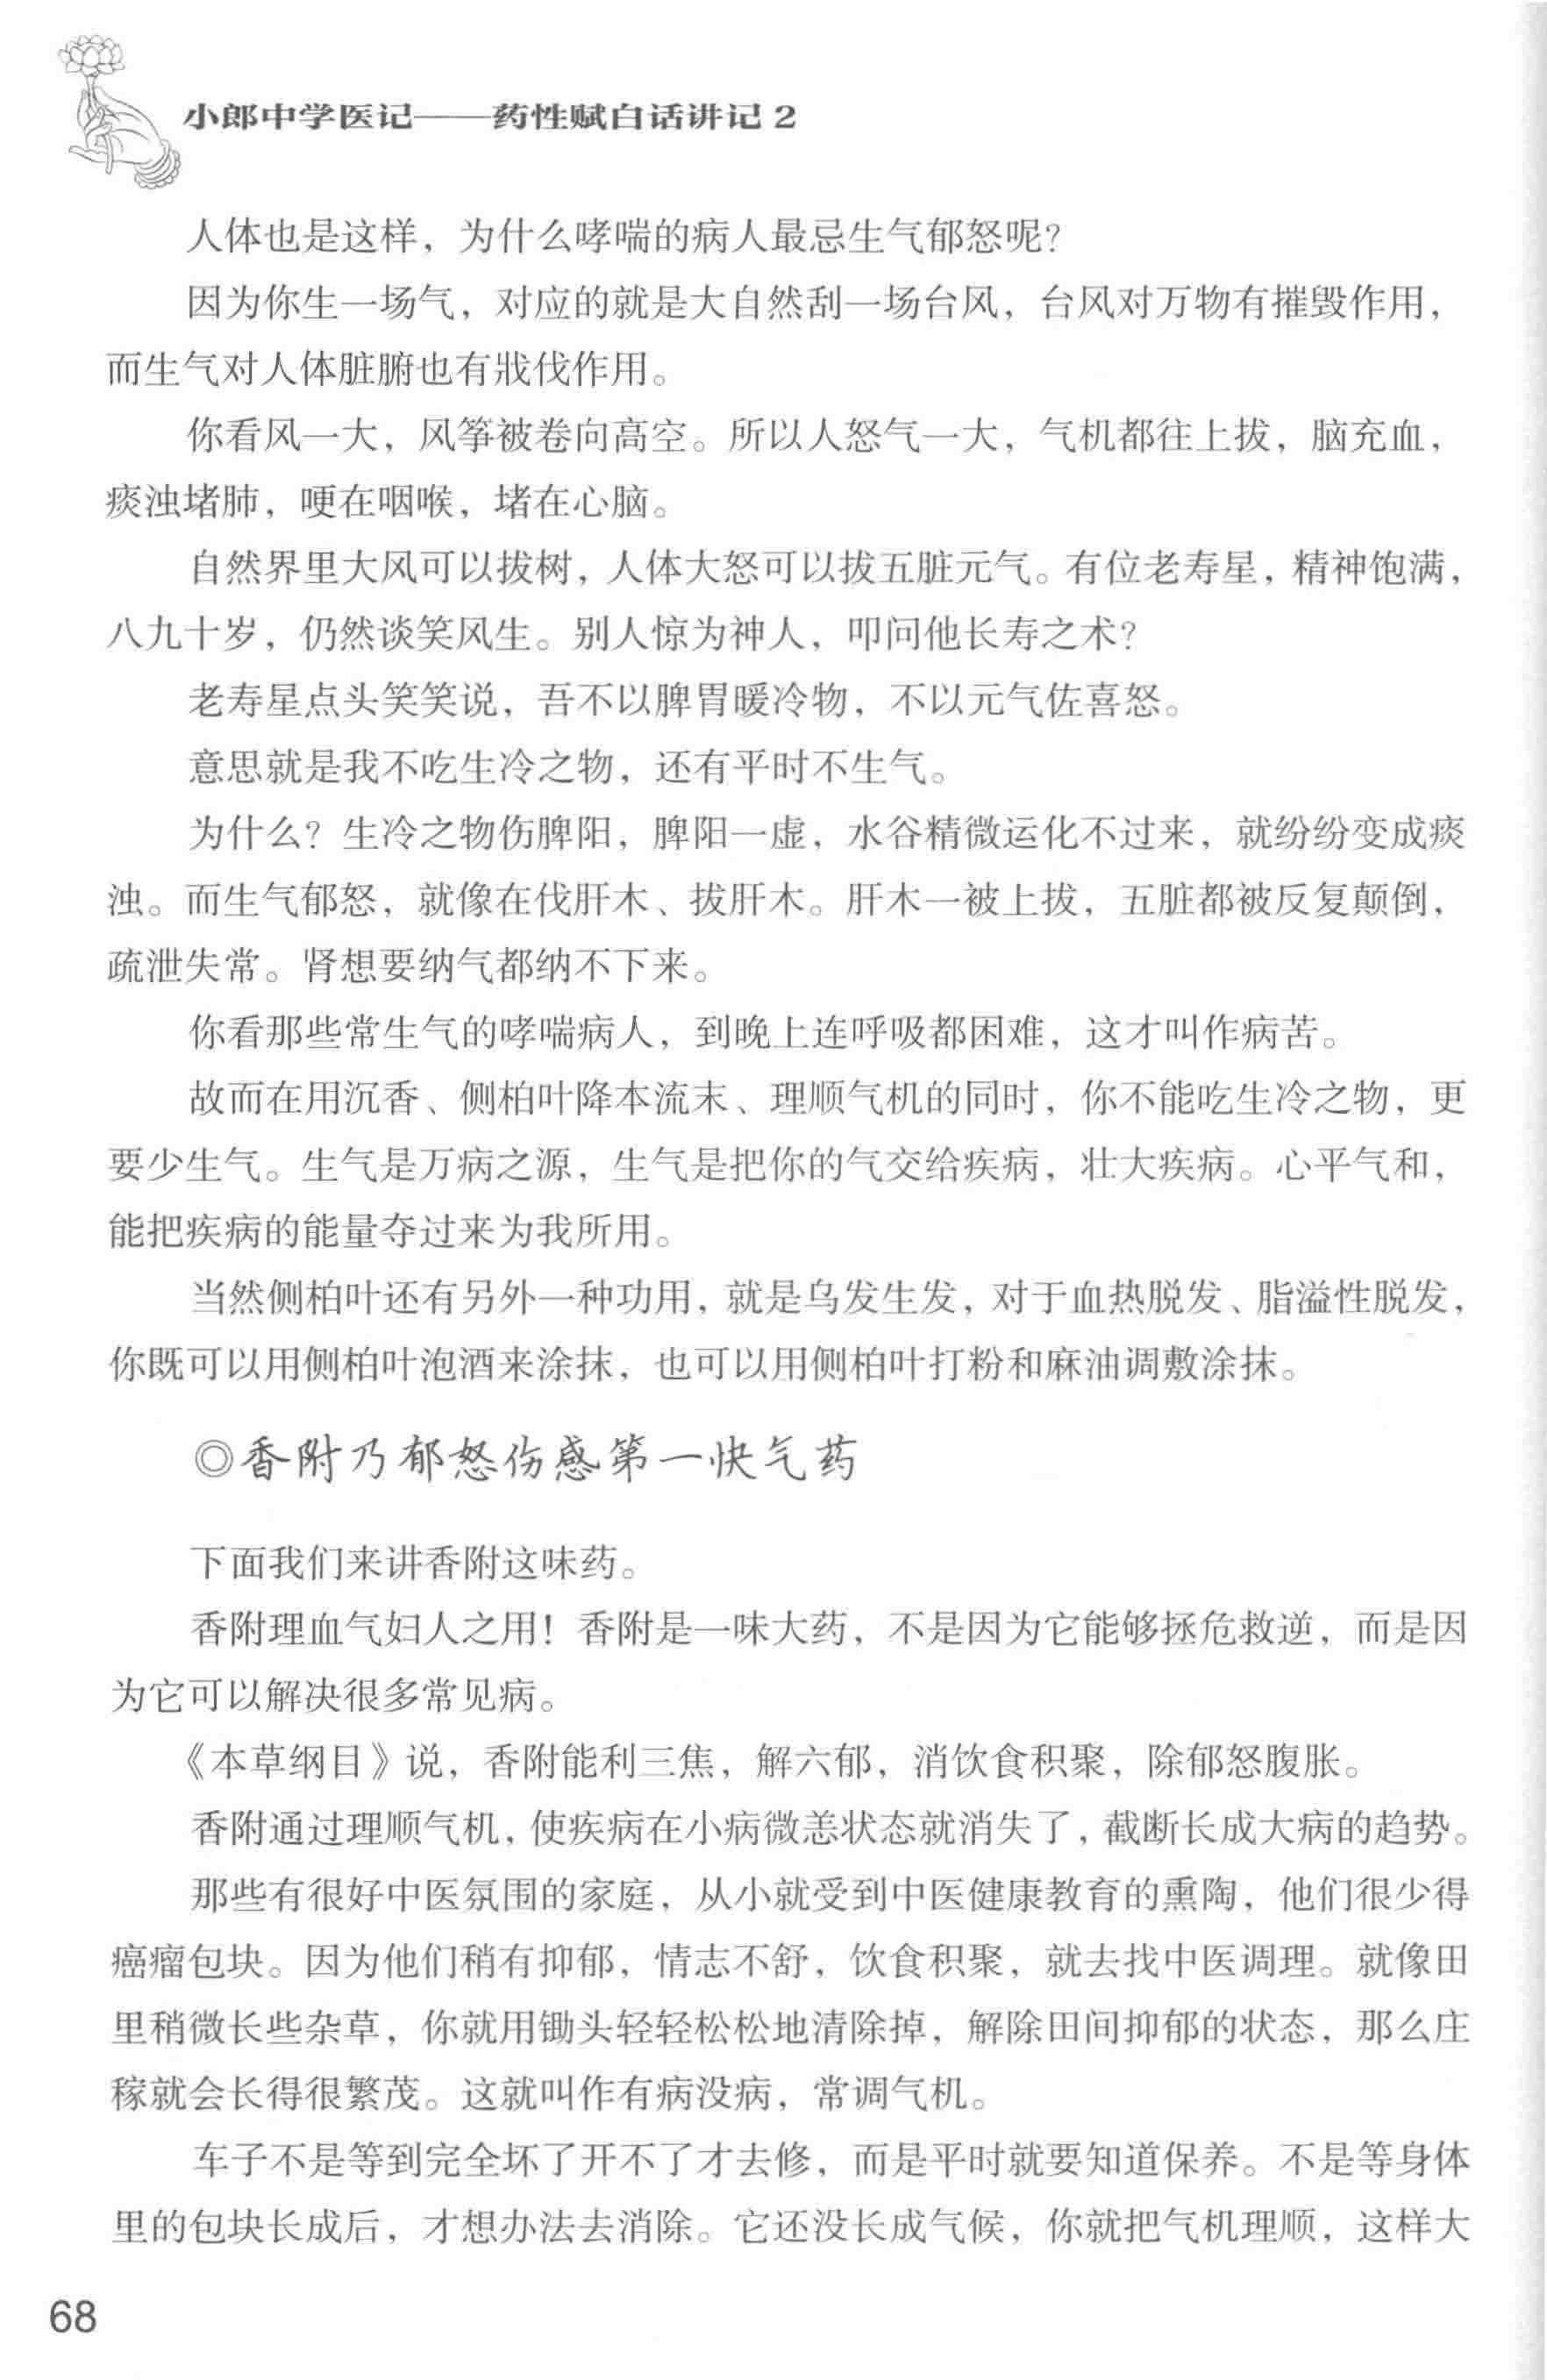 小郎中学医记——药性赋白话讲记 2
人体也是这样，为什么哮喘的病人最忌生气郁怒呢？
因为你生一场气，对应的就是大自然刮一场台风，台风对万物有摧毁作用，
而生气对人体脏腑也有戕伐作用。
你看风一大，风筝被卷向高空。所以人怒气一大，气机都往上拔，脑充血，
痰浊堵肺，哽在咽喉，堵在心脑。
自然界里大风可以拔树，人体大怒可以拔五脏元气。有位老寿星，精神饱满，
八九十岁，仍然谈笑风生。别人惊为神人，叩问他长寿之术？
老寿星点头笑笑说，吾不以脾胃暖冷物，不以元气佐喜怒。
意思就是我不吃生冷之物，还有平时不生气。
为什么？生冷之物伤脾阳，脾阳一虚，水谷精微运化不过来，就纷纷变成痰
浊。而生气郁怒，就像在伐肝木、拔肝木。肝木一被上拔，五脏都被反复颠倒，
疏泄失常。肾想要纳气都纳不下来。
你看那些常生气的哮喘病人，到晚上连呼吸都困难，这才叫作病苦。
故而在用沉香、侧柏叶降本流末、理顺气机的同时，你不能吃生冷之物，更
要少生气。生气是万病之源，生气是把你的气交给疾病，壮大疾病。心平气和，
能把疾病的能量夺过来为我所用。
当然侧柏叶还有另外一种功用，就是乌发生发，对于血热脱发、脂溢性脱发，
你既可以用侧柏叶泡酒来涂抹，也可以用侧柏叶打粉和麻油调敷涂抹。
◎香附乃郁怒伤感第一快气药
下面我们来讲香附这味药。
香附理血气妇人之用！香附是一味大药，不是因为它能够拯危救逆，而是因
为它可以解决很多常见病。
《本草纲目》说，香附能利三焦，解六郁，消饮食积聚，除郁怒腹胀。
香附通过理顺气机，使疾病在小病微恙状态就消失了，截断长成大病的趋势。
那些有很好中医氛围的家庭，从小就受到中医健康教育的熏陶，他们很少得
癌瘤包块。因为他们稍有抑郁，情志不舒，饮食积聚，就去找中医调理。就像田
里稍微长些杂草，你就用锄头轻轻松松地清除掉，解除田间抑郁的状态，那么庄
稼就会长得很繁茂。这就叫作有病没病，常调气机。
车子不是等到完全坏了开不了才去修，而是平时就要知道保养。不是等身体
里的包块长成后，才想办法去消除。它还没长成气候，你就把气机理顺，这样大
68